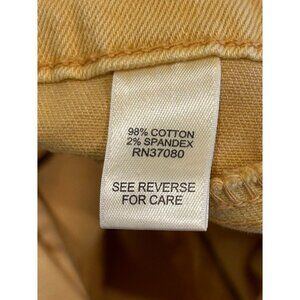 98% COTTON
2% SPANDEX
RN37080
SEE REVERSE
FOR CARE